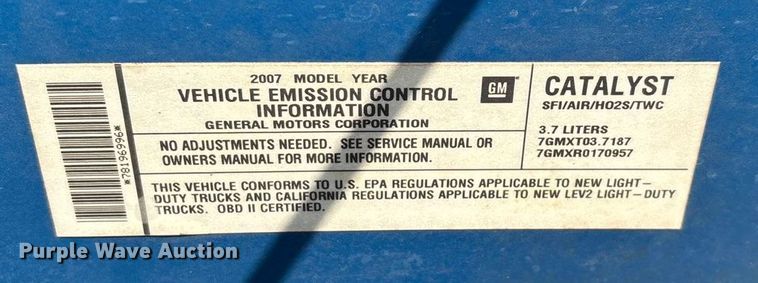 *78196996*
2007 MODEL YEAR
VEHICLE EMISSION CONTROL
INFORMATION
GENERAL MOTORS CORPORATION
GM
CATALYST
SFI/AIR/HO2S/TWC
NO ADJUSTMENTS NEEDED. SEE SERVICE MANUAL OR
OWNERS MANUAL FOR MORE INFORMATION.
3.7 LITERS
7GMXT03.7187
7GMXR0170957
THIS VEHICLE CONFORMS TO U.S. EPA REGULATIONS APPLICABLE TO NEW LIGHT-
DUTY TRUCKS AND CALIFORNIA REGULATIONS APPLICABLE TO NEW LEV2 LIGHT-DUTY
TRUCKS. OBD II CERTIFIED.
Purple Wave Auction